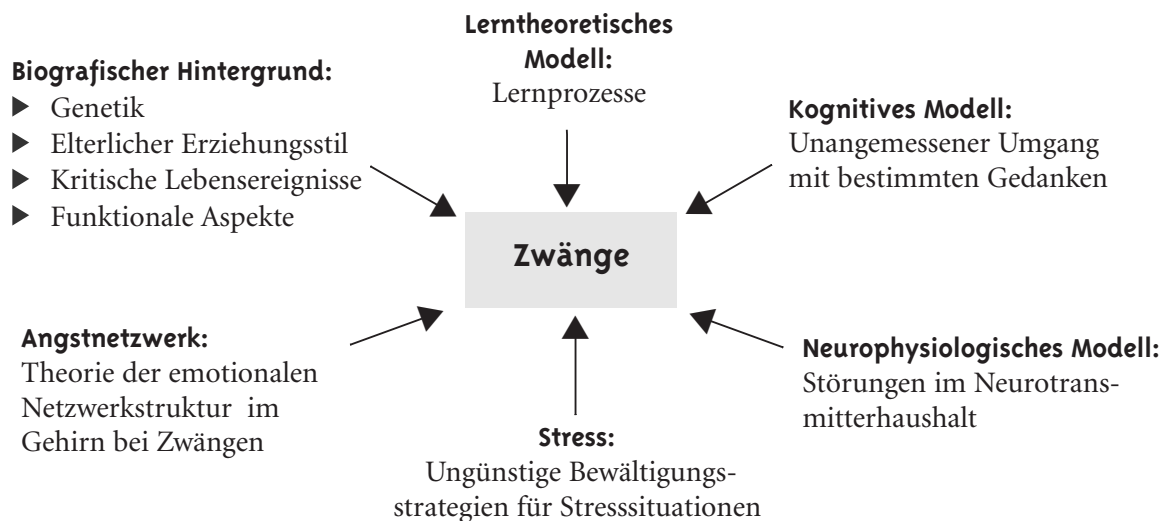 Lerntheoretisches
Modell:
Lernprozesse
Biografischer Hintergrund:
▶ Genetik
▶ Elterlicher Erziehungsstil
▶ Kritische Lebensereignisse
▶ Funktionale Aspekte
Kognitives Modell:
Unangemessener Umgang
mit bestimmten Gedanken
Zwänge
Angstnetzwerk:
Theorie der emotionalen
Netzwerkstruktur im
Gehirn bei Zwängen
Neurophysiologisches Modell:
Störungen im Neurotrans-
mitterhaushalt
Stress:
Ungünstige Bewältigungs-
strategien für Stresssituationen